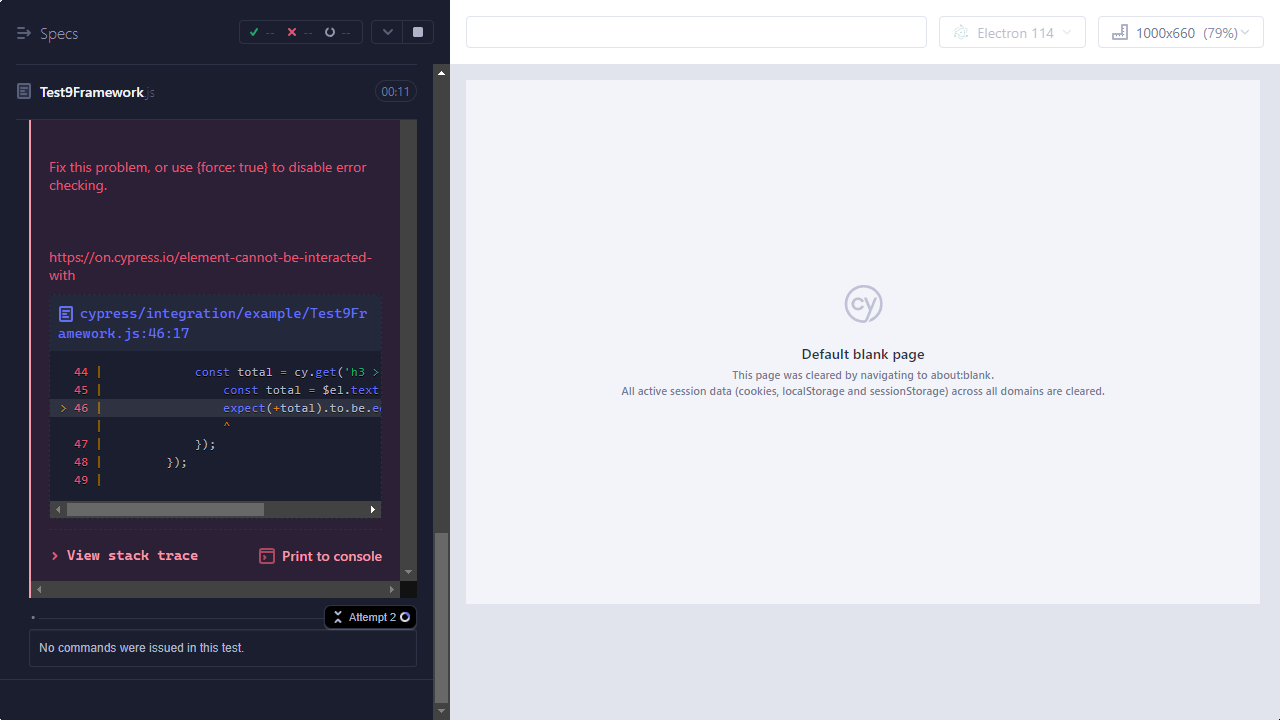 Specs
--
--
--
Electron 114
1000x660 (79%)
Test9Framework.js
00:11
Fix this problem, or use {force: true} to disable error
checking.
https://on.cypress.io/element-cannot-be-interacted-
with
cypress/integration/example/Test9Fr
amework.js:46:17
44 | const total = cy.get('h3 >
45 | const total = $el.text
> 46 | expect(+total).to.be.e
| ^
47 | });
48 | });
49 |
View stack trace
Print to console
Attempt 2
No commands were issued in this test.
cy
Default blank page
This page was cleared by navigating to about:blank.
All active session data (cookies, localStorage and sessionStorage) across all domains are cleared.